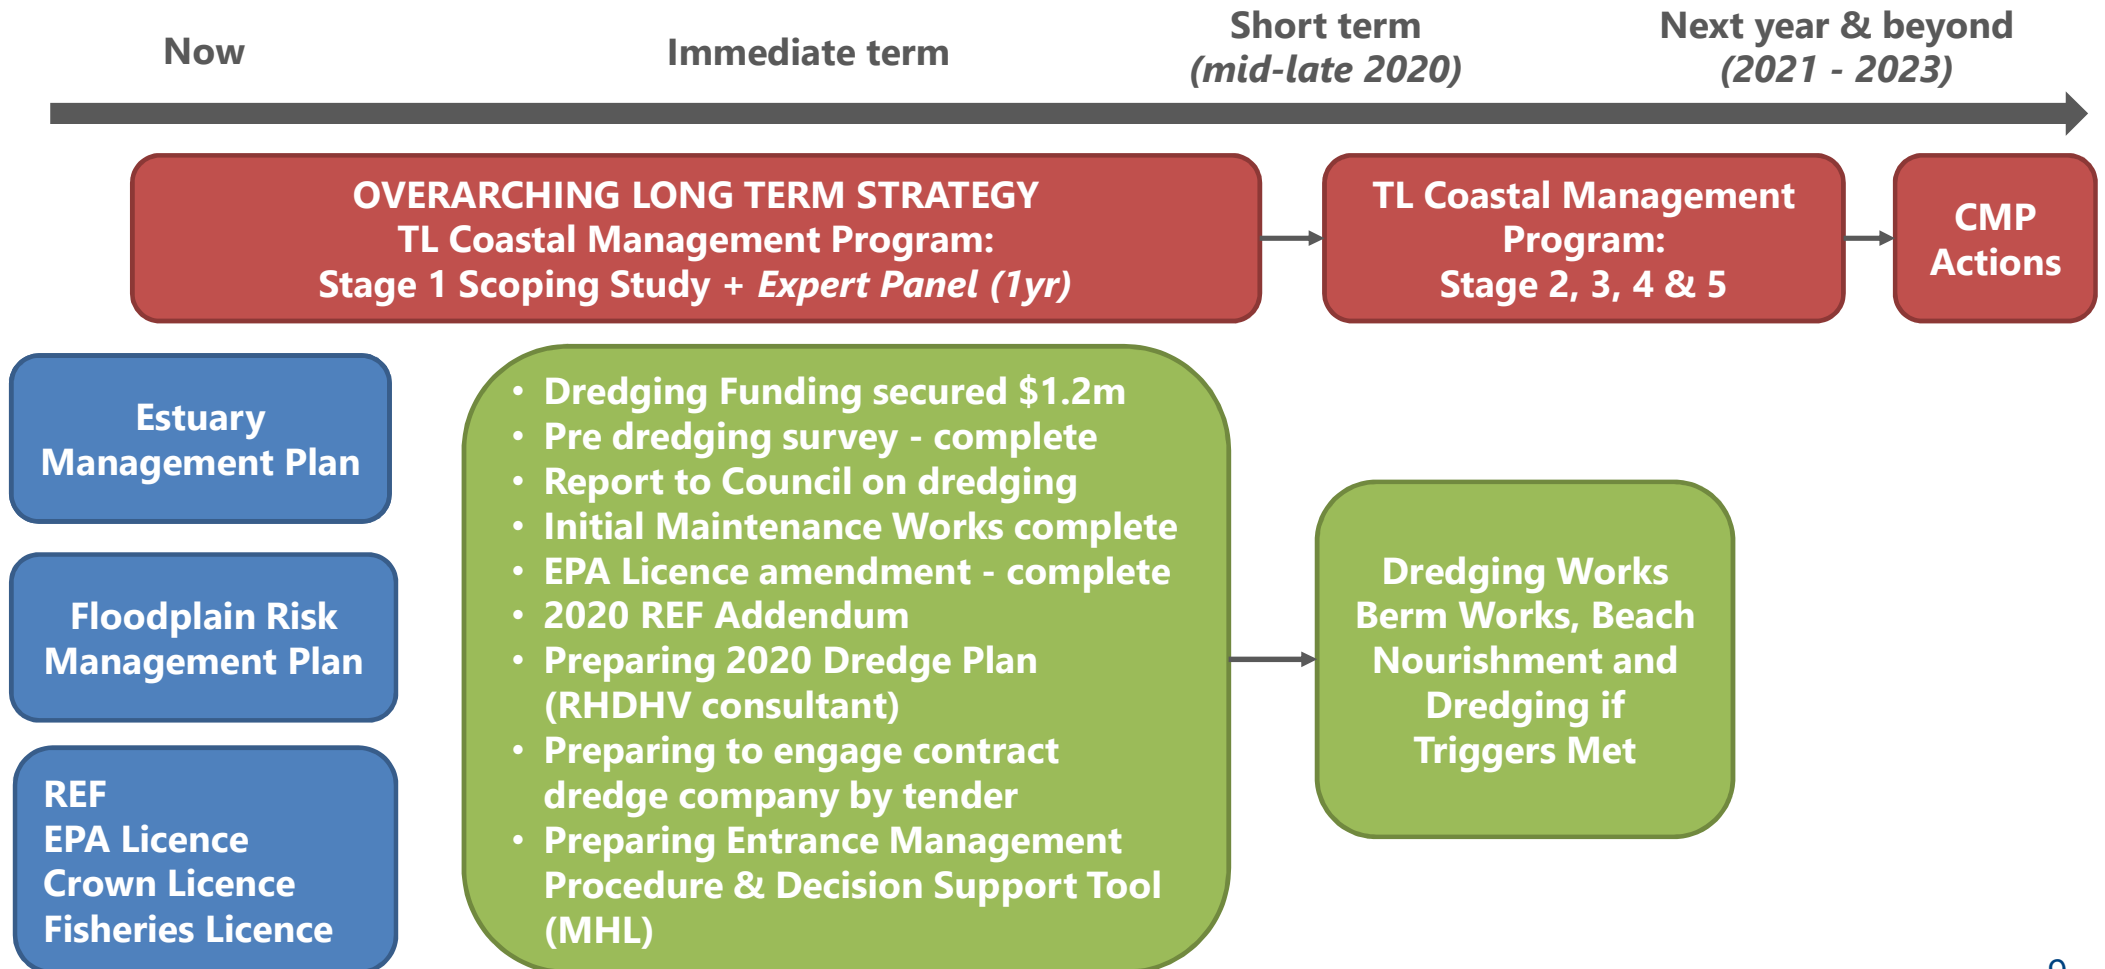 Now
Immediate term
Short term
(mid-late 2020)
Next year & beyond
(2021 - 2023)
OVERARCHING LONG TERM STRATEGY
TL Coastal Management Program:
Stage 1 Scoping Study + Expert Panel (1yr)
TL Coastal Management
Program:
Stage 2, 3, 4 & 5
CMP
Actions
Estuary
Management Plan
Floodplain Risk
Management Plan
REF
EPA Licence
Crown Licence
Fisheries Licence
• Dredging Funding secured $1.2m
• Pre dredging survey - complete
• Report to Council on dredging
• Initial Maintenance Works complete
• EPA Licence amendment - complete
• 2020 REF Addendum
• Preparing 2020 Dredge Plan
(RHDHV consultant)
• Preparing to engage contract
dredge company by tender
• Preparing Entrance Management
Procedure & Decision Support Tool
(MHL)
Dredging Works
Berm Works, Beach
Nourishment and
Dredging if
Triggers Met